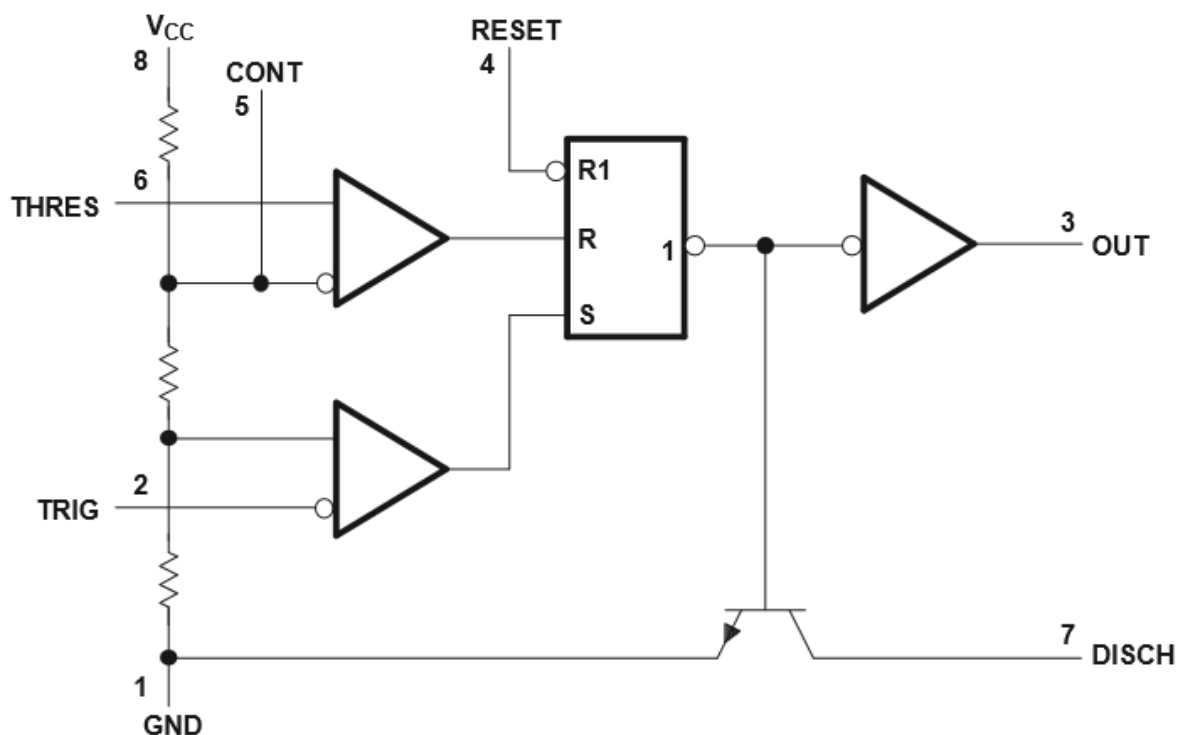 VCC
8
RESET
4
CONT
5
6
THRES
R1
R
1
S
3
OUT
2
TRIG
7
DISCH
1
GND